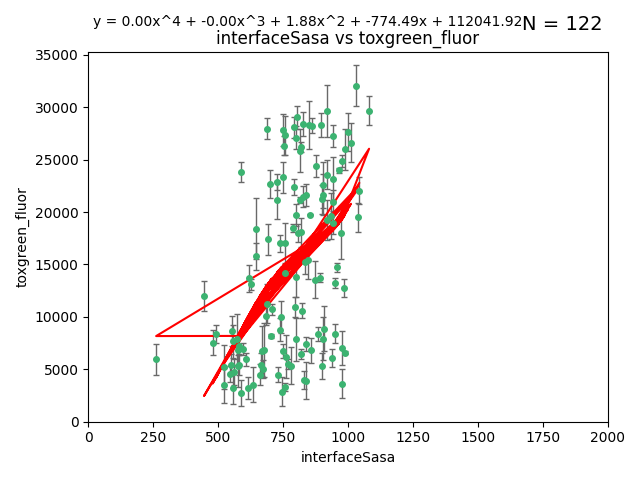 y = 0.00x^4 + -0.00x^3 + 1.88x^2 + -774.49x + 112041.92
N = 122
interfaceSasa vs toxgreen_fluor
35000
30000
25000
20000
15000
10000
5000
0
toxgreen_fluor
0 250 500 750 1000 1250 1500 1750 2000
interfaceSasa